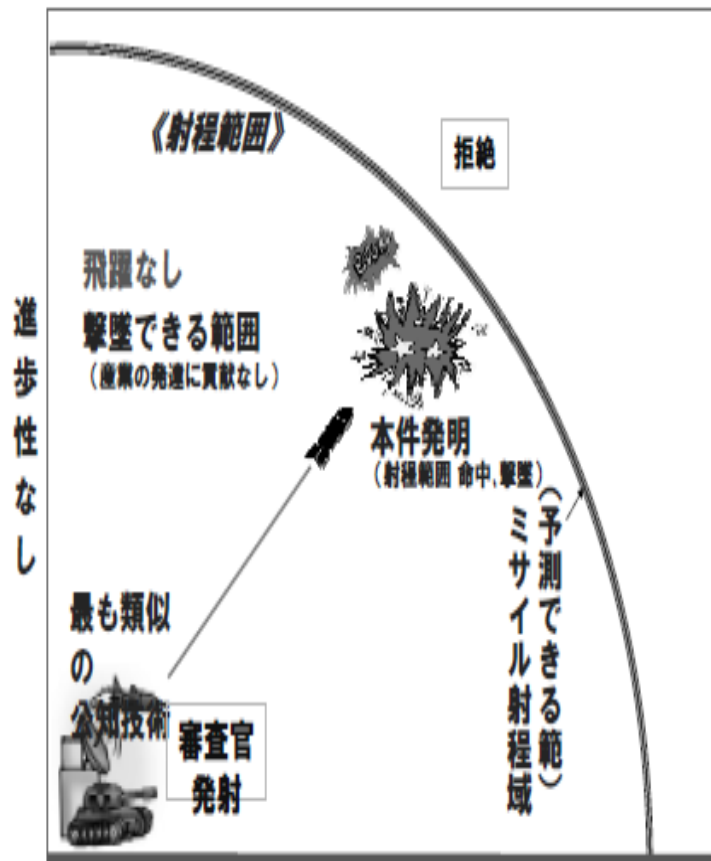 《射程範囲》
拒絶
飛躍なし
撃墜できる範囲
（産業の発達に貢献なし）
進歩性なし
本件発明
（射程範囲 命中、撃墜）
（予測できる範）
ミサイル射程域
最も類似
の
公知技術
審査官
発射